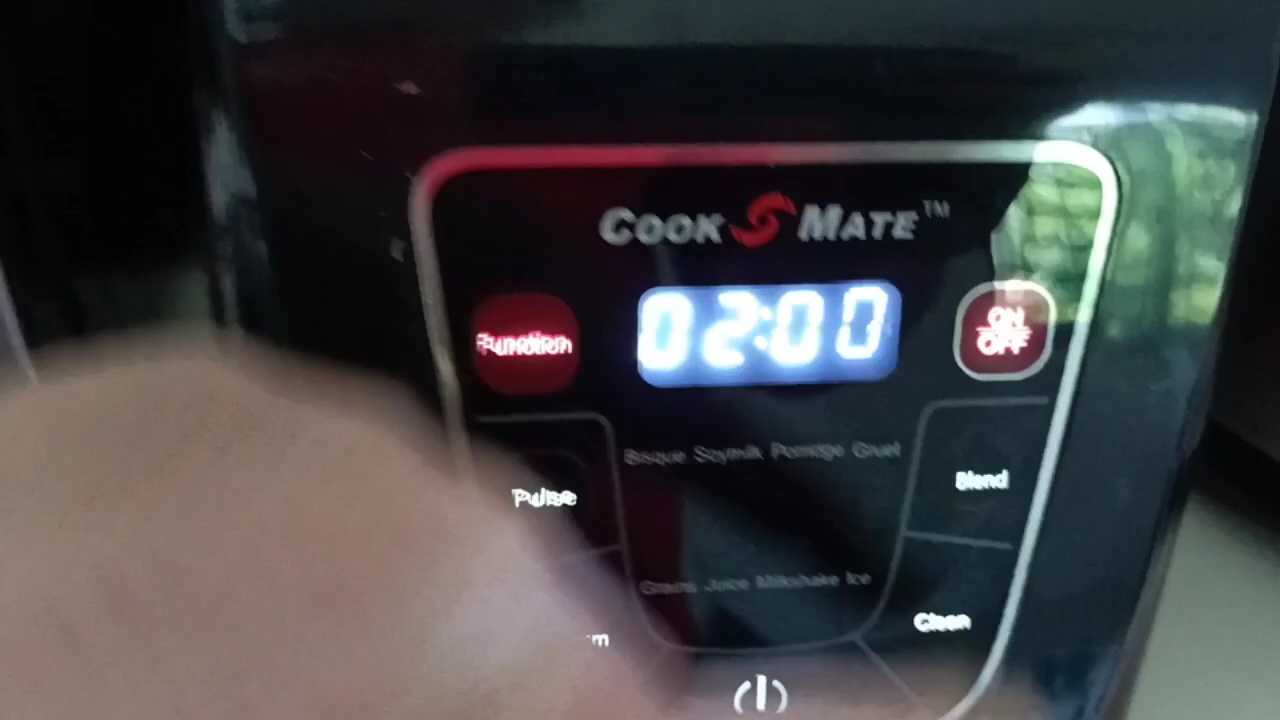 COOK MATE™
Function
02:00
ON
OFF
Bisque Soymilk Porridge Gruel
Pulse
Blend
Grains Juice Milkshake Ice
Clean